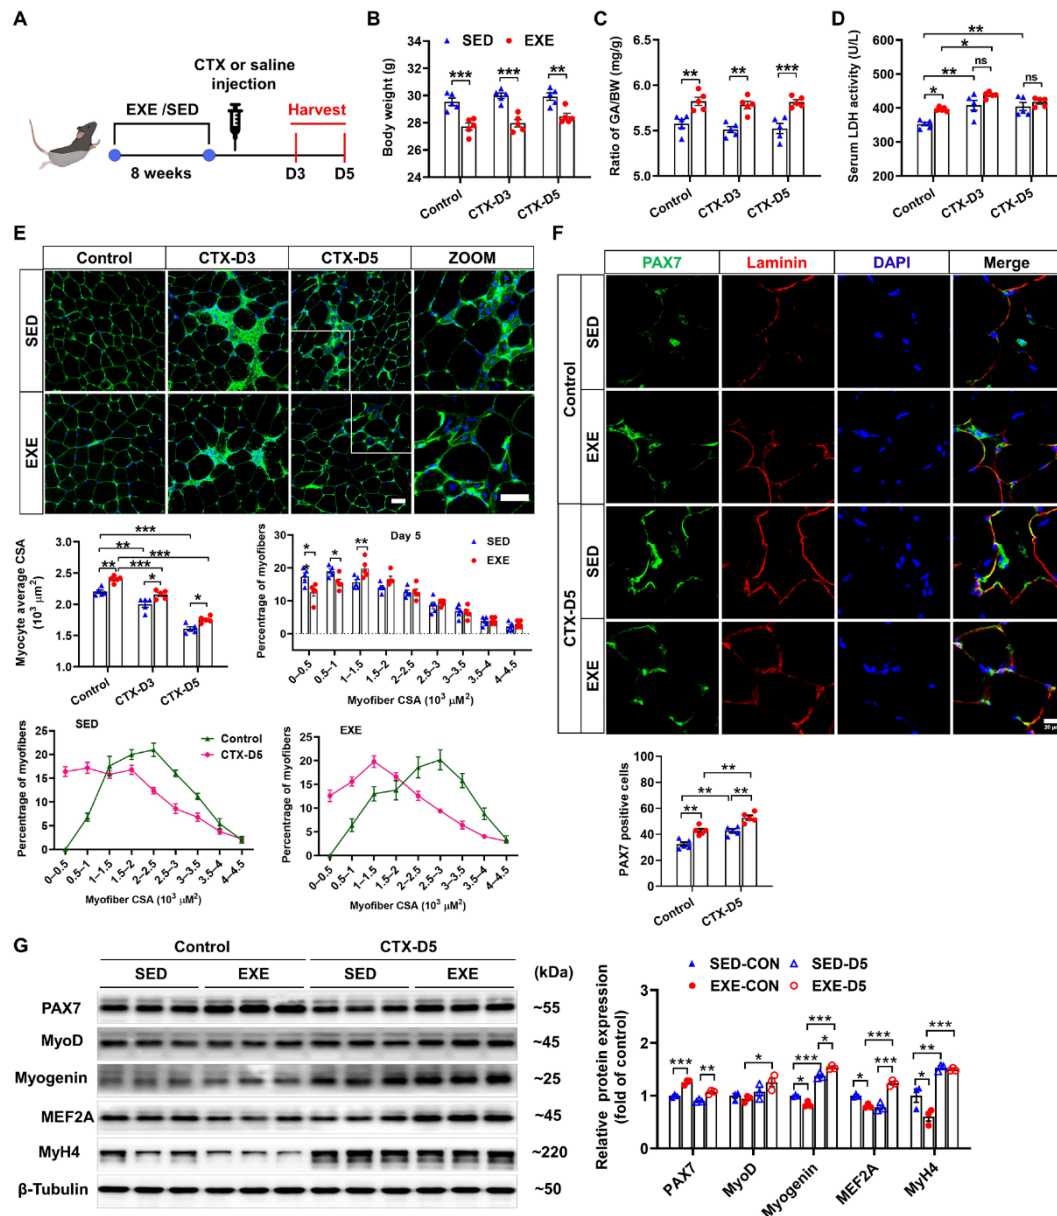 A
CTX or saline
injection
EXE /SED
Harvest
8 weeks
D3
D5
B
SED
EXE
Body weight (g)
32
30
28
26
24
***
***
**
Control
CTX-D3
CTX-D5
C
Ratio of GA/BW (mg/g)
6.5
6.0
5.5
5.0
**
**
***
Control
CTX-D3
CTX-D5
D
Serum LDH activity (U/L)
600
500
400
300
200
**
*
**
ns
*
ns
Control
CTX-D3
CTX-D5
E
Control
CTX-D3
CTX-D5
ZOOM
SED
EXE
Myocyte average CSA
(10³ μm²)
3.0
2.5
2.0
1.5
1.0
***
**
***
**
***
*
*
Control
CTX-D3
CTX-D5
Day 5
SED
EXE
Percentage of myofibers
30
20
10
0
*
*
*
**
0–0.5
0.5–1
1–1.5
1.5–2
2–2.5
2.5–3
3–3.5
3.5–4
4–4.5
Myofiber CSA (10³ μM²)
SED
Control
CTX-D5
Percentage of myofibers
25
20
15
10
5
0
0–0.5
0.5–1
1–1.5
1.5–2
2–2.5
2.5–3
3–3.5
3.5–4
4–4.5
Myofiber CSA (10³ μM²)
EXE
Percentage of myofibers
25
20
15
10
5
0
0–0.5
0.5–1
1–1.5
1.5–2
2–2.5
2.5–3
3–3.5
3.5–4
4–4.5
Myofiber CSA (10³ μM²)
F
PAX7
Laminin
DAPI
Merge
Control
SED
EXE
CTX-D5
SED
EXE
20 μm
PAX7 positive cells
100
80
60
40
20
0
**
**
**
**
Control
CTX-D5
G
Control
CTX-D5
SED
EXE
SED
EXE
(kDa)
PAX7
~55
MyoD
~45
Myogenin
~25
MEF2A
~45
MyH4
~220
β-Tubulin
~50
SED-CON
SED-D5
EXE-CON
EXE-D5
Relative protein expression
(fold of control)
3
2
1
0
***
**
*
***
*
***
*
*
***
***
*
**
***
PAX7
MyoD
Myogenin
MEF2A
MyH4